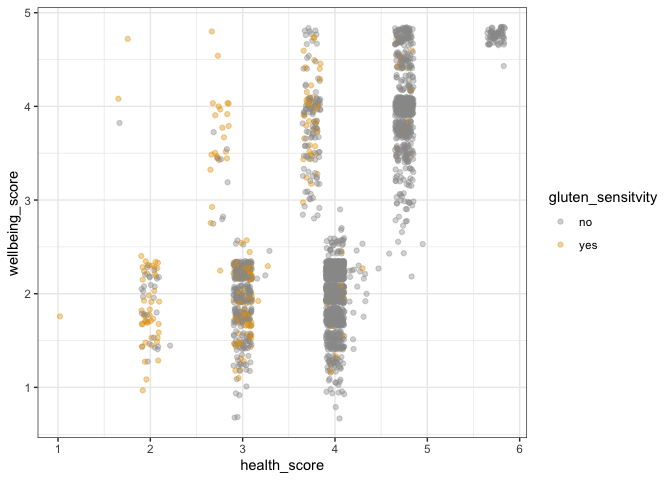 5
4
3
2
1
wellbeing_score
1 2 3 4 5 6
health_score
gluten_sensitvity
no
yes